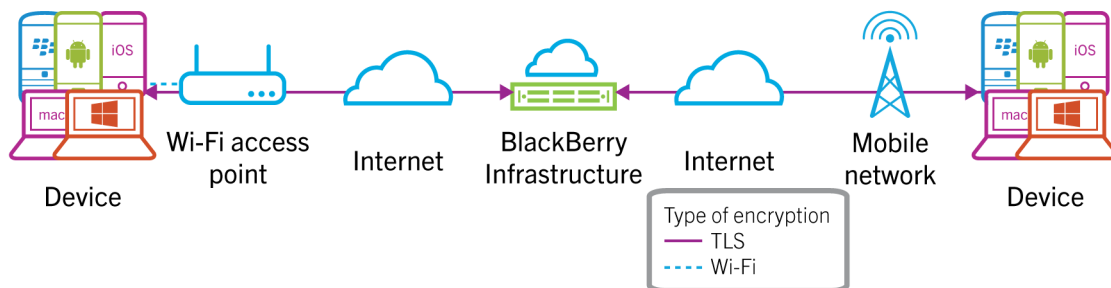 iOS
mac
Device
Wi-Fi access
point
Internet
BlackBerry
Infrastructure
Internet
Mobile
network
iOS
mac
Device
Type of encryption
TLS
Wi-Fi